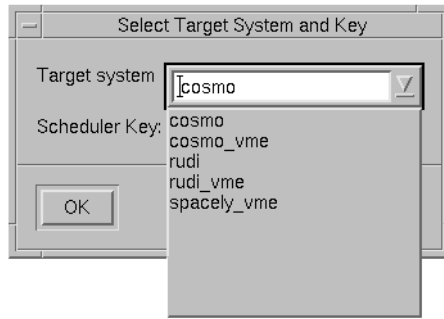 Select Target System and Key
Target system
cosmo
Scheduler Key:
cosmo
cosmo_vme
rudi
rudi_vme
spacely_vme
OK